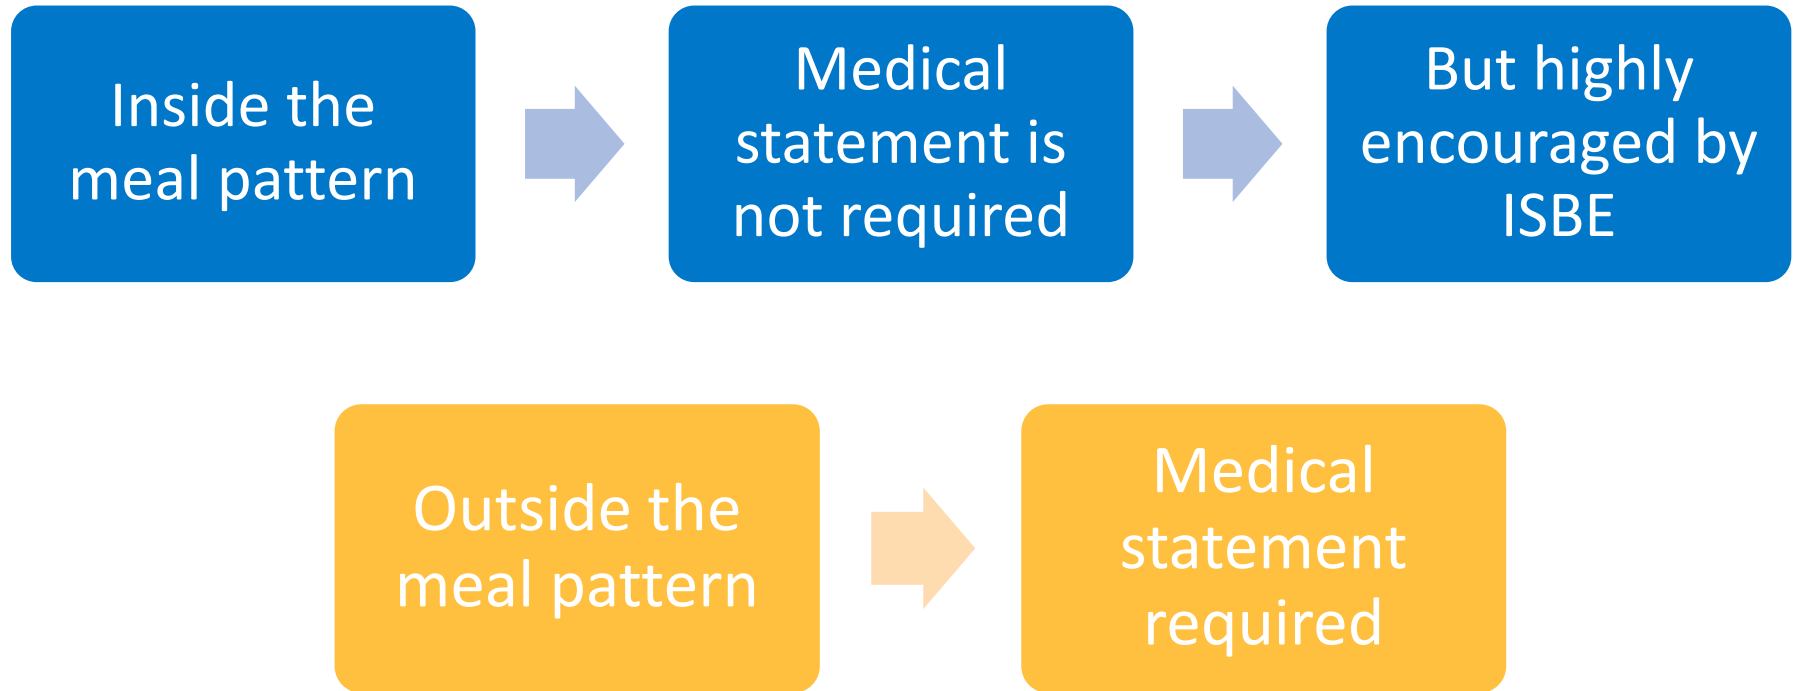 Inside the
meal pattern
Medical
statement is
not required
But highly
encouraged by
ISBE
Outside the
meal pattern
Medical
statement
required